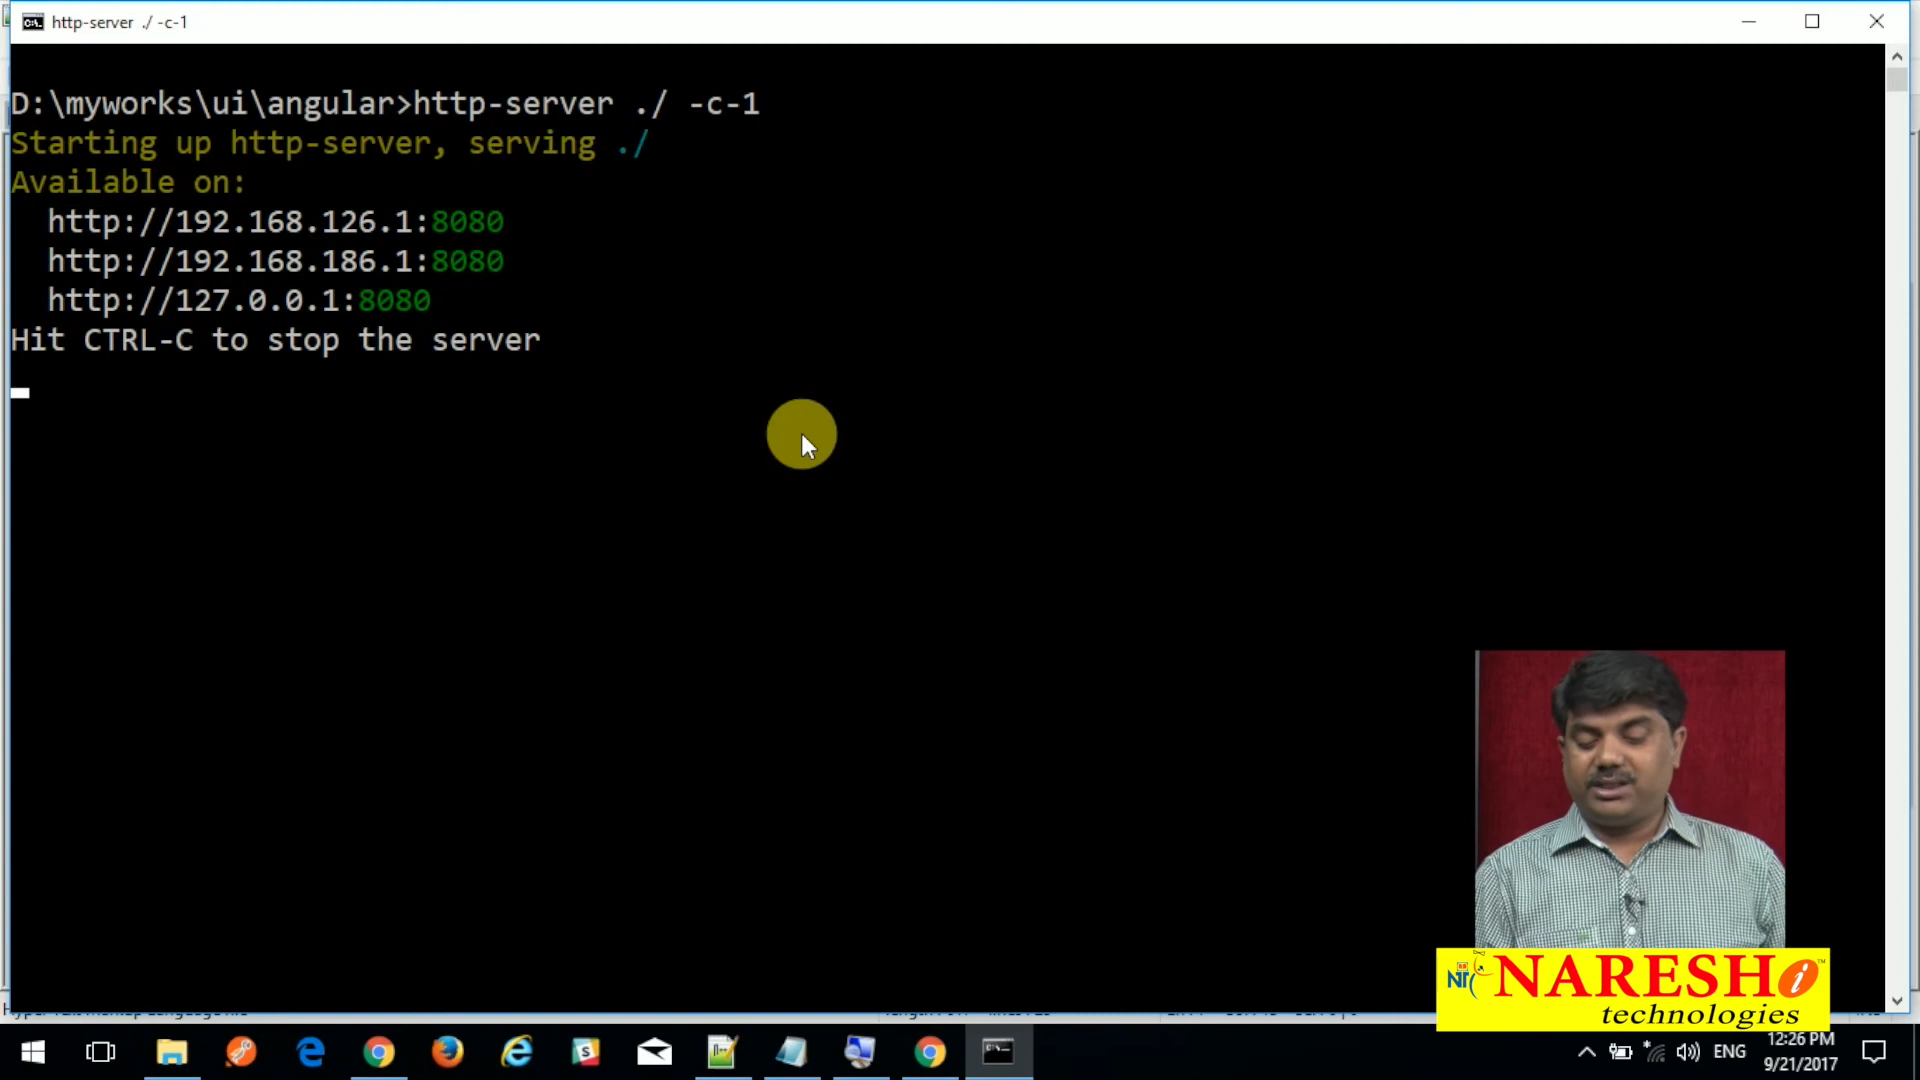 http-server ./ -c-1
D:\myworks\ui\angular>http-server ./ -c-1
Starting up http-server, serving ./
Available on:
http://192.168.126.1:8080
http://192.168.186.1:8080
http://127.0.0.1:8080
Hit CTRL-C to stop the server
NT
NARESH i ™
technologies
ENG
12:26 PM
9/21/2017